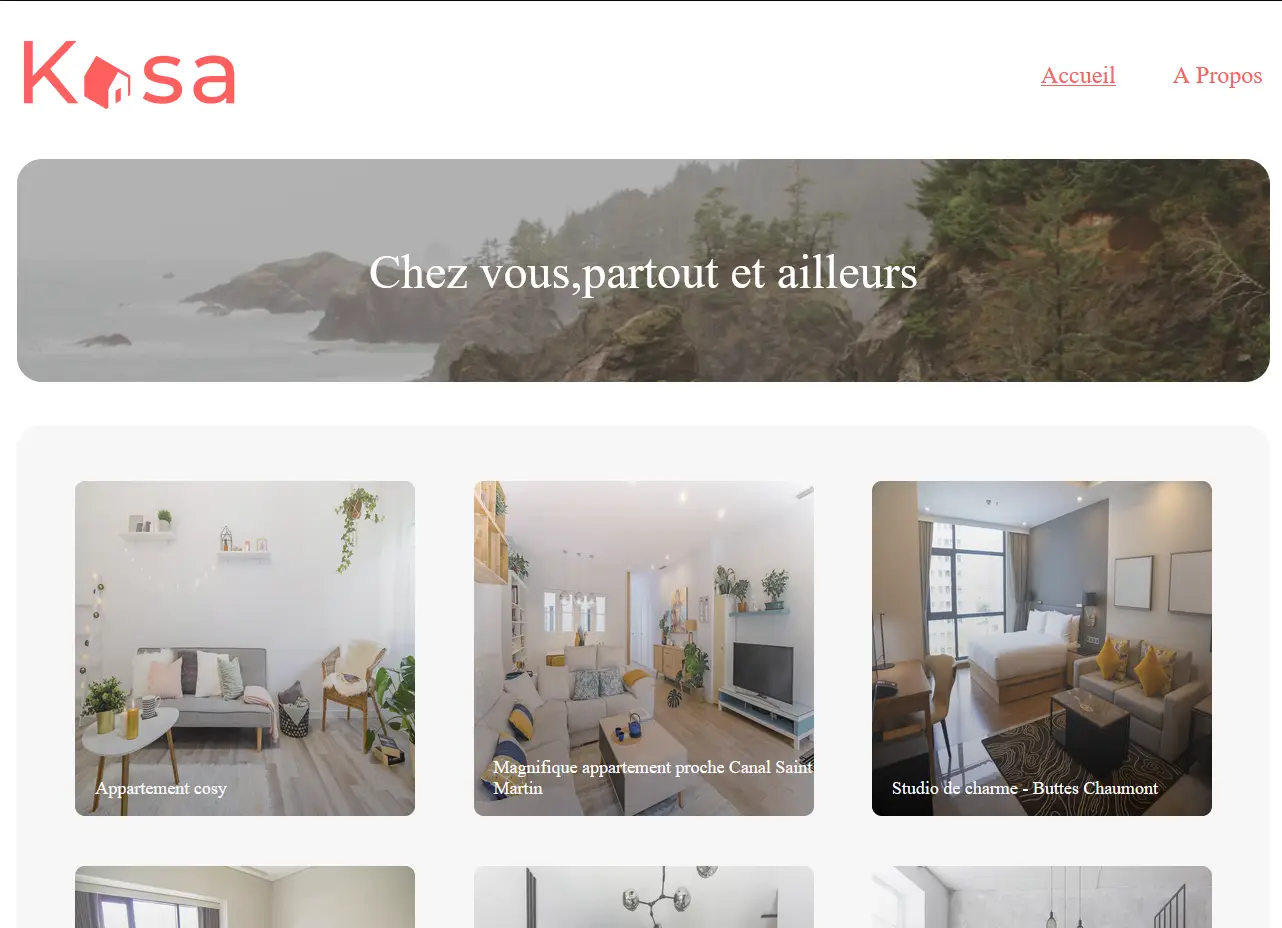 Kasa
Accueil
A Propos
Chez vous,partout et ailleurs
Appartement cosy
Magnifique appartement proche Canal Saint
Martin
Studio de charme - Buttes Chaumont